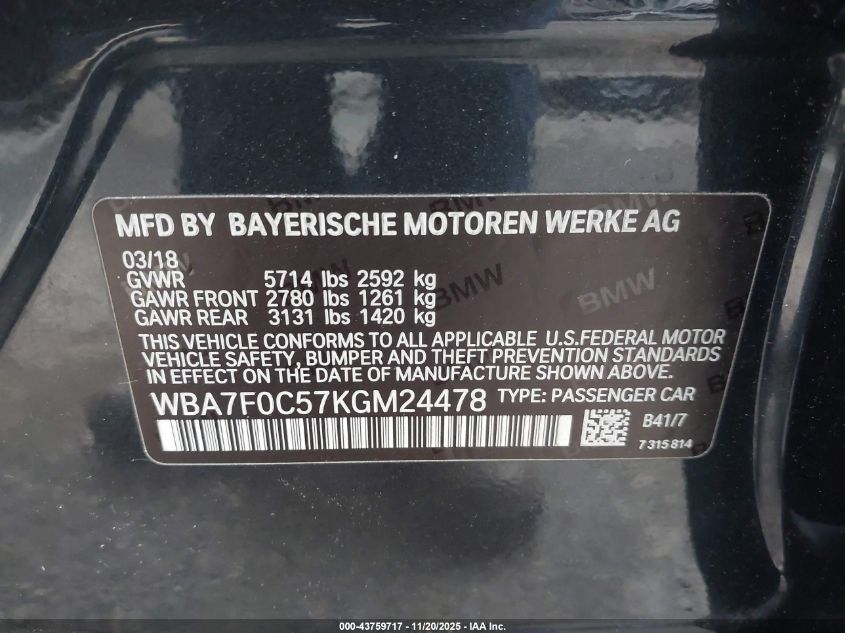 MFD BY BAYERISCHE MOTOREN WERKE AG
03/18
GVWR 5714 lbs 2592 kg
GAWR FRONT 2780 lbs 1261 kg
GAWR REAR 3131 lbs 1420 kg
THIS VEHICLE CONFORMS TO ALL APPLICABLE U.S.FEDERAL MOTOR
VEHICLE SAFETY, BUMPER AND THEFT PREVENTION STANDARDS
IN EFFECT ON THE DATE OF MANUFACTURE SHOWN ABOVE.
WBA7F0C57KGM24478 TYPE: PASSENGER CAR
B41/7
7 315 814
BMW
BMW
000-43759717 - 11/20/2025 - IAA Inc.